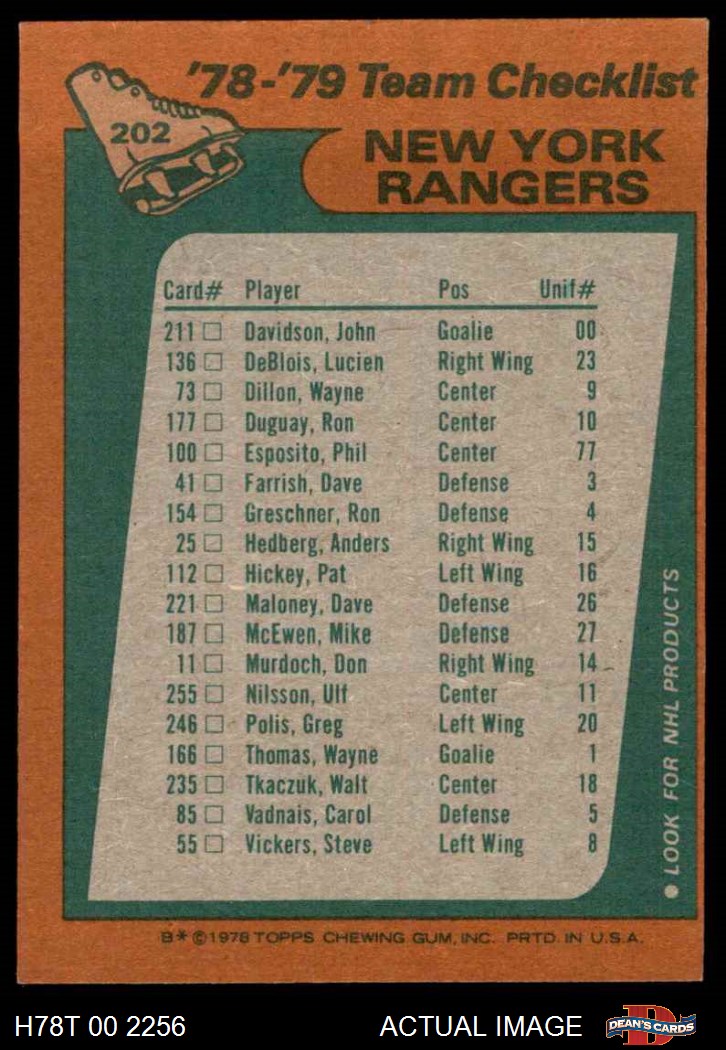 '78-'79 Team Checklist
202
NEW YORK
RANGERS
Card# Player Pos Unif#
211 Davidson, John Goalie 00
136 DeBlois, Lucien Right Wing 23
73 Dillon, Wayne Center 9
177 Duguay, Ron Center 10
100 Esposito, Phil Center 77
41 Farrish, Dave Defense 3
154 Greschner, Ron Defense 4
25 Hedberg, Anders Right Wing 15
112 Hickey, Pat Left Wing 16
221 Maloney, Dave Defense 26
187 McEwen, Mike Defense 27
11 Murdoch, Don Right Wing 14
255 Nilsson, Ulf Center 11
246 Polis, Greg Left Wing 20
166 Thomas, Wayne Goalie 1
235 Tkaczuk, Walt Center 18
85 Vadnais, Carol Defense 5
55 Vickers, Steve Left Wing 8
● LOOK FOR NHL PRODUCTS
B* ©1978 TOPPS CHEWING GUM, INC. PRTD. IN U.S.A.
H78T 00 2256 ACTUAL IMAGE
D
DEAN'S CARDS